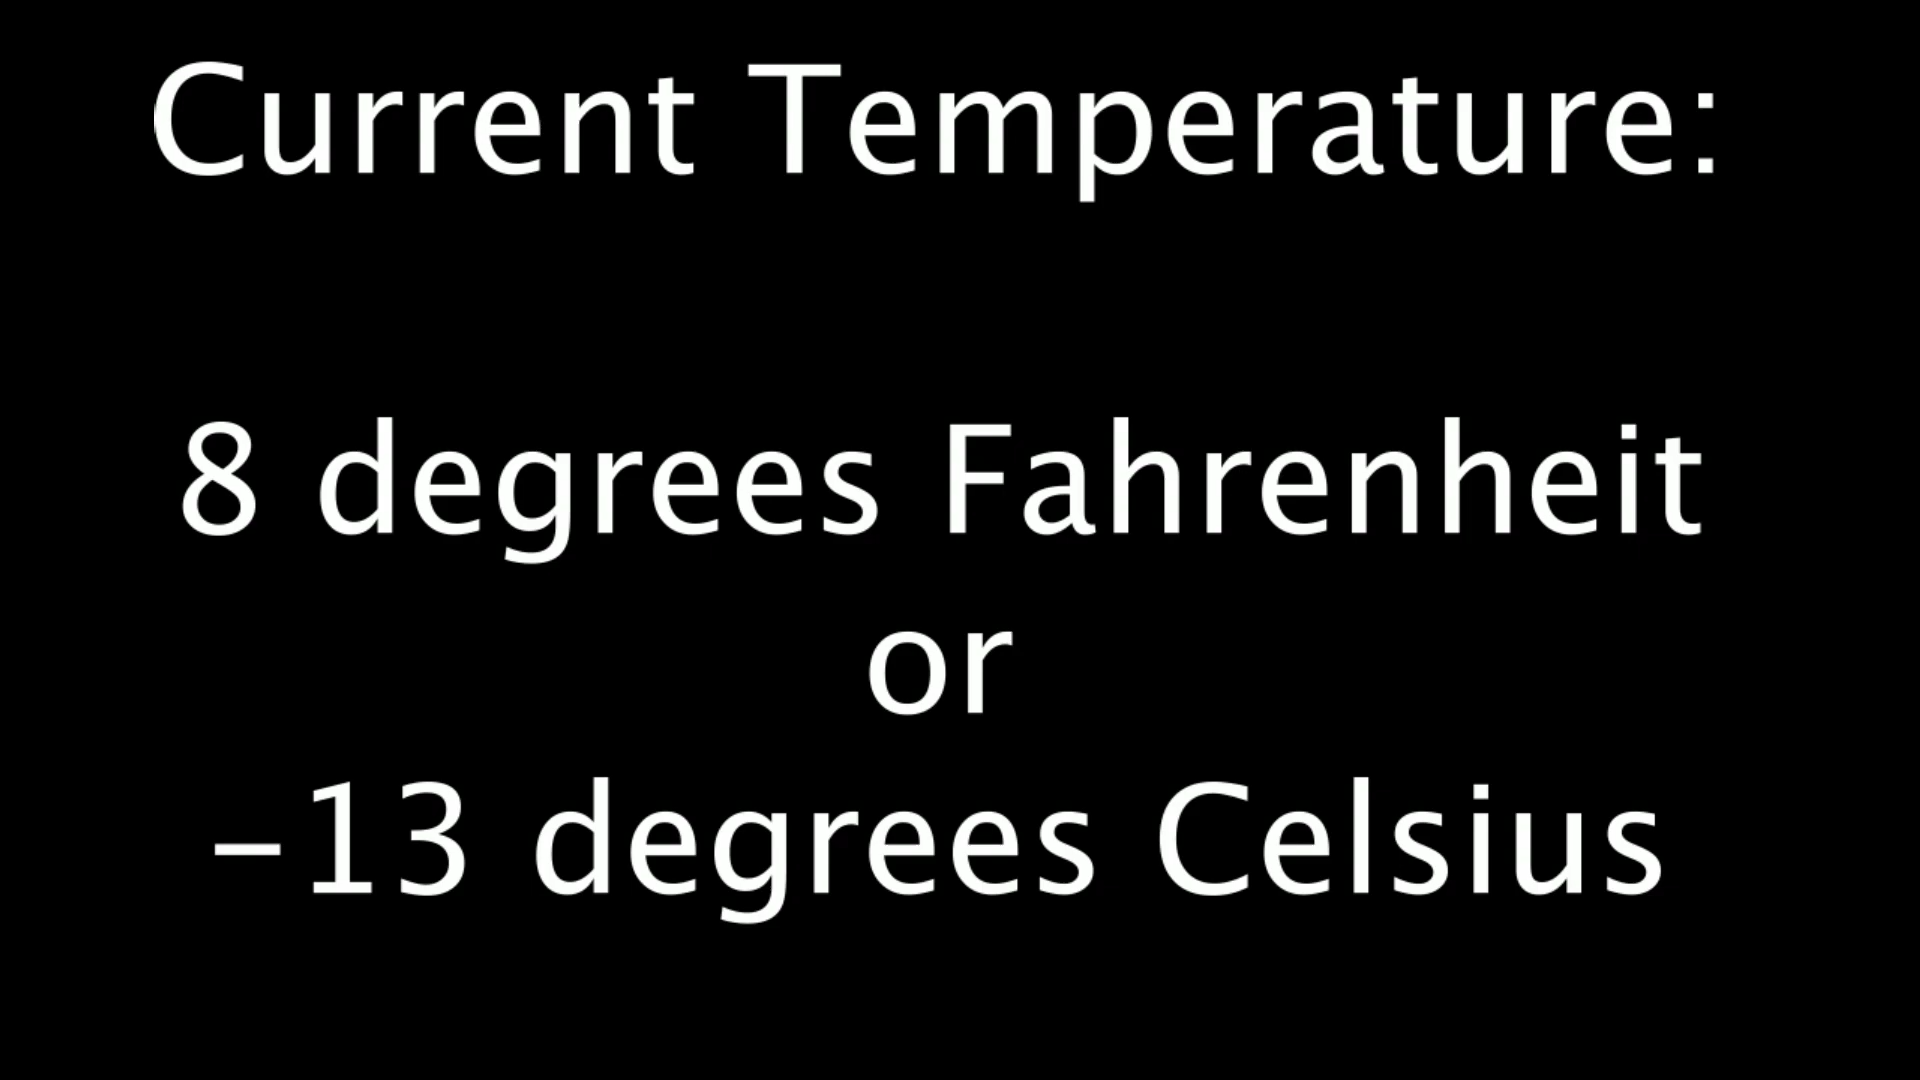 Current Temperature:
8 degrees Fahrenheit
or
-13 degrees Celsius